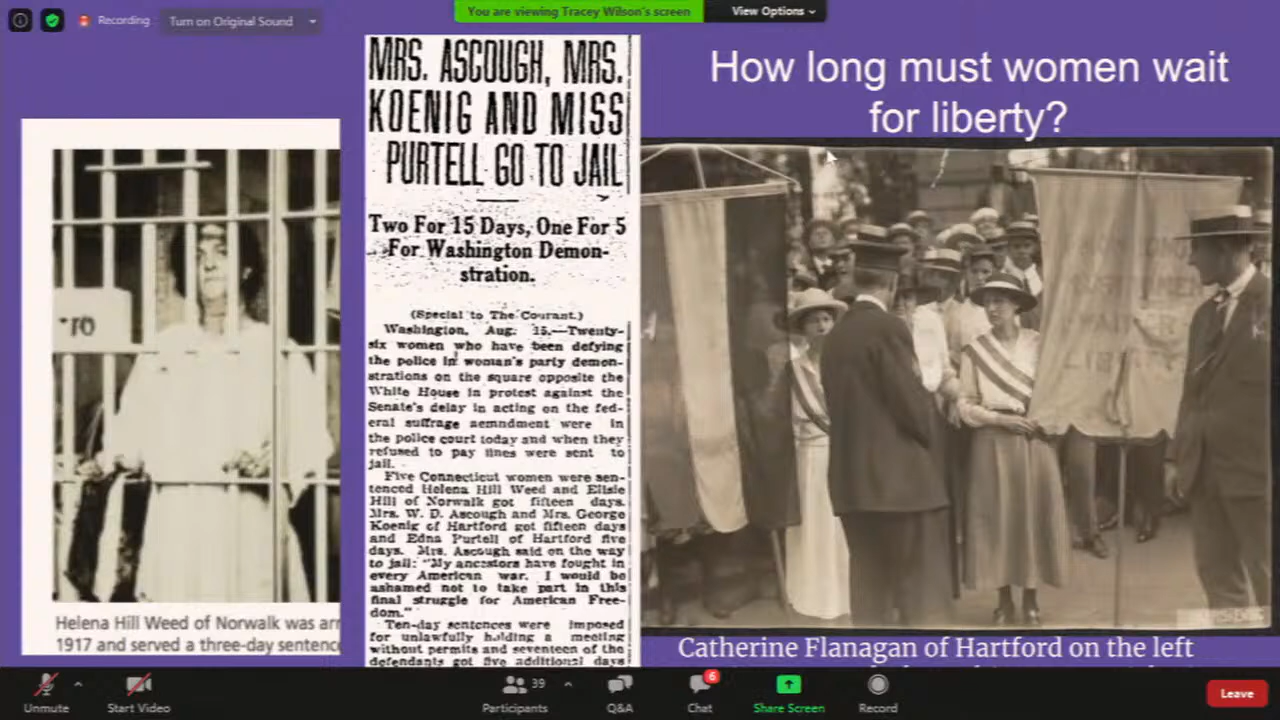 Recording
Turn on Original Sound
You are viewing Tracey Wilson's screen
View Options
How long must women wait
for liberty?
MRS. ASCOUGH, MRS.
KOENIG AND MISS
PURTELL GO TO JAIL
Two For 15 Days, One For 5
For Washington Demon-
stration.
(Special to The Courant.)
Washington, Aug. 15.—Twenty-
six women who have been defying
the police in woman's party demon-
strations on the square opposite the
White House in protest against the
Senate's delay in acting on the fed-
eral suffrage aemndment were in
the police court today and when they
refused to pay fines were sent to
jail.
Five Connecticut women were sen-
tenced Helena Hill Weed and Ellsie
Hill of Norwalk got fifteen days.
Mrs. W. D. Ascough and Mrs. George
Koenig of Hartford got fifteen days
and Edna Purtell of Hartford five
days. Mrs. Ascough said on the way
to jail: "My ancestors have fought in
every American war. I would be
ashamed not to take part in this
final struggle for American Free-
dom."
Ten-day sentences were imposed
for unlawfully holding a meeting
without permits and seventeen of the
defendants got five additional days
TO
Helena Hill Weed of Norwalk was arr
1917 and served a three-day sentence
Catherine Flanagan of Hartford on the left
Unmute
Start Video
39
Participants
Q&A
6
Chat
Share Screen
Record
Leave